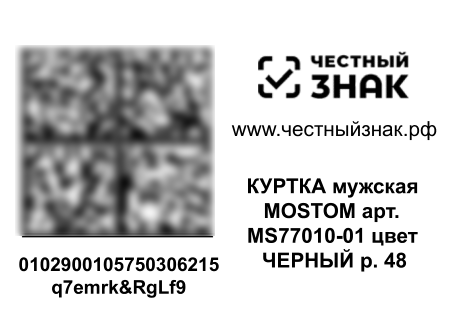 ЧЕСТНЫЙ
ЗНАК
www.честныйзнак.рф
КУРТКА мужская
MOSTOM арт.
MS77010-01 цвет
ЧЕРНЫЙ р. 48
0102900105750306215
q7emrk&RgLf9